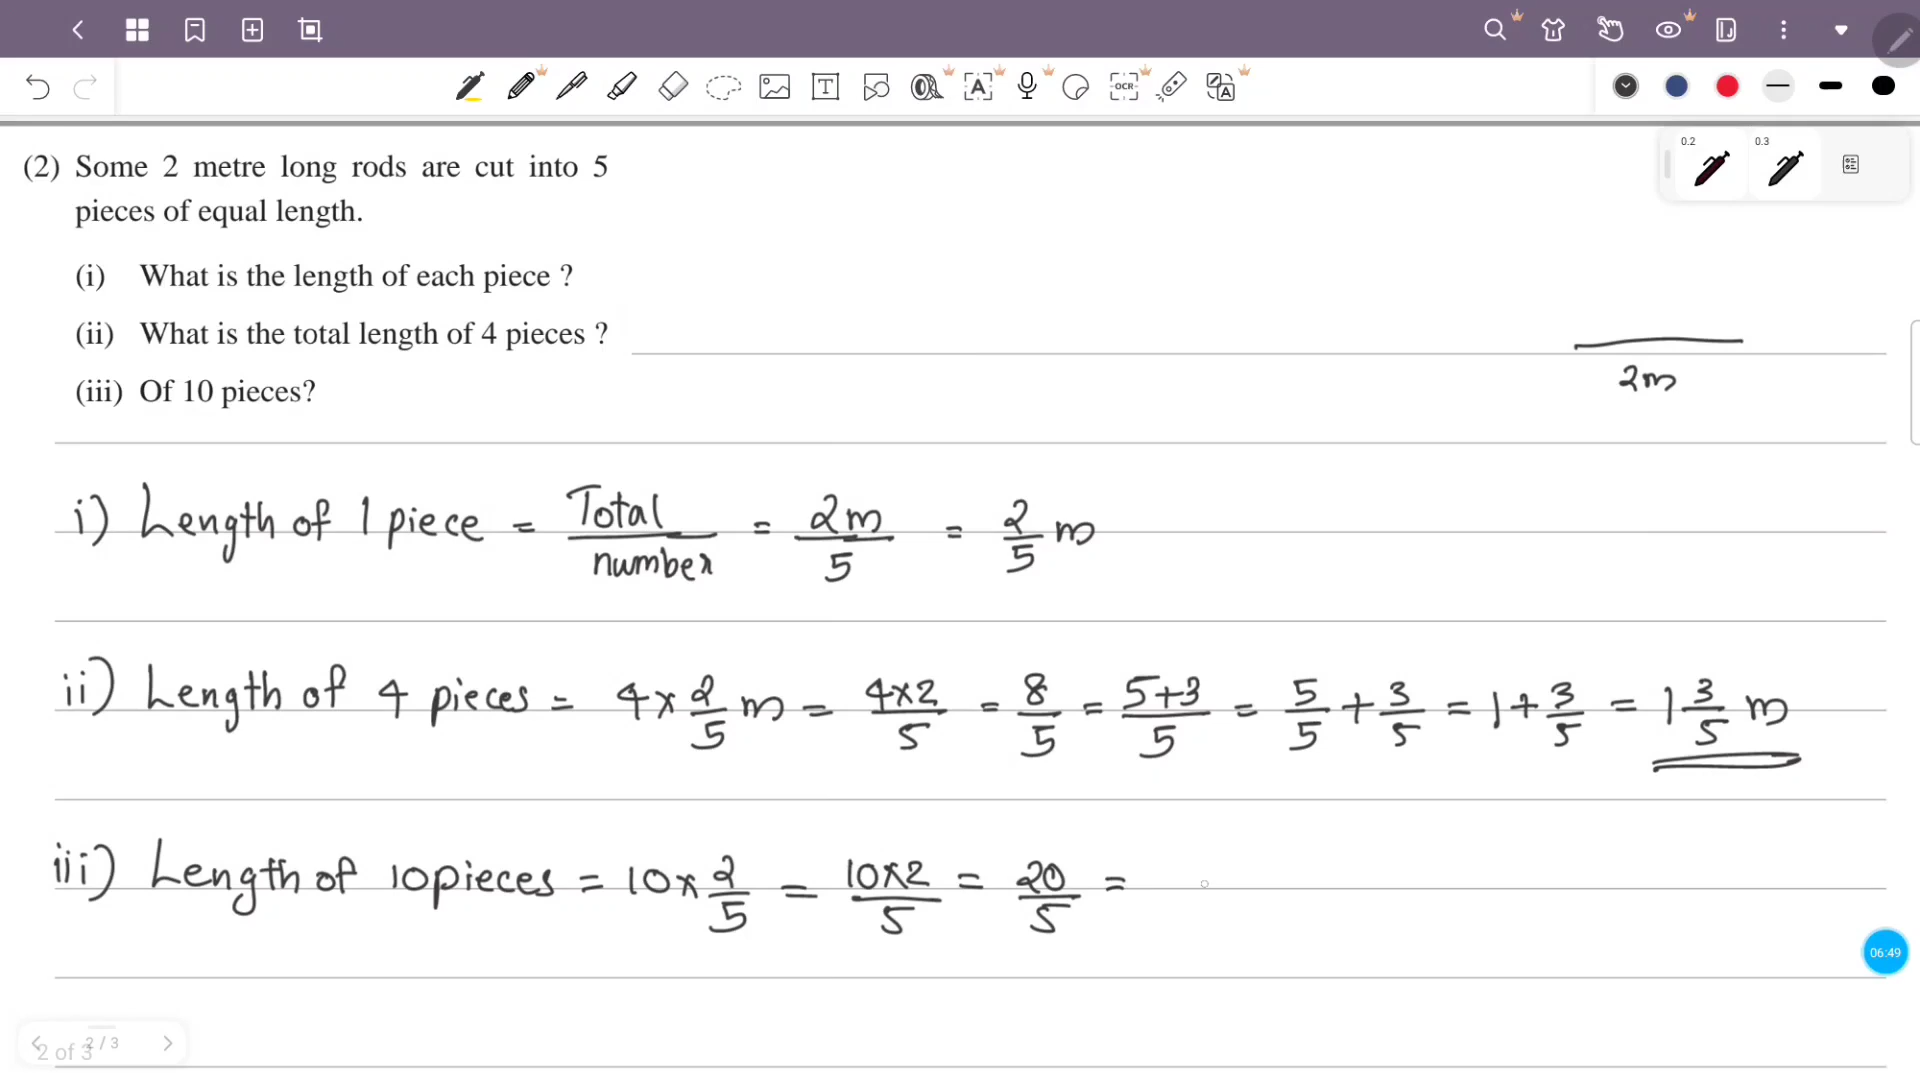 0.2 0.3
(2) Some 2 metre long rods are cut into 5
pieces of equal length.
(i) What is the length of each piece ?
(ii) What is the total length of 4 pieces ?
2m
(iii) Of 10 pieces?
i) Length of 1 piece = Total/number = 2m/5 = 2/5 m
ii) Length of 4 pieces = 4 × 2/5 m = 4×2/5 = 8/5 = 5+3/5 = 5/5 + 3/5 = 1 + 3/5 = 1 3/5 m
iii) Length of 10 pieces = 10 × 2/5 = 10×2/5 = 20/5 =
06:49
2 / 3
2 of 3